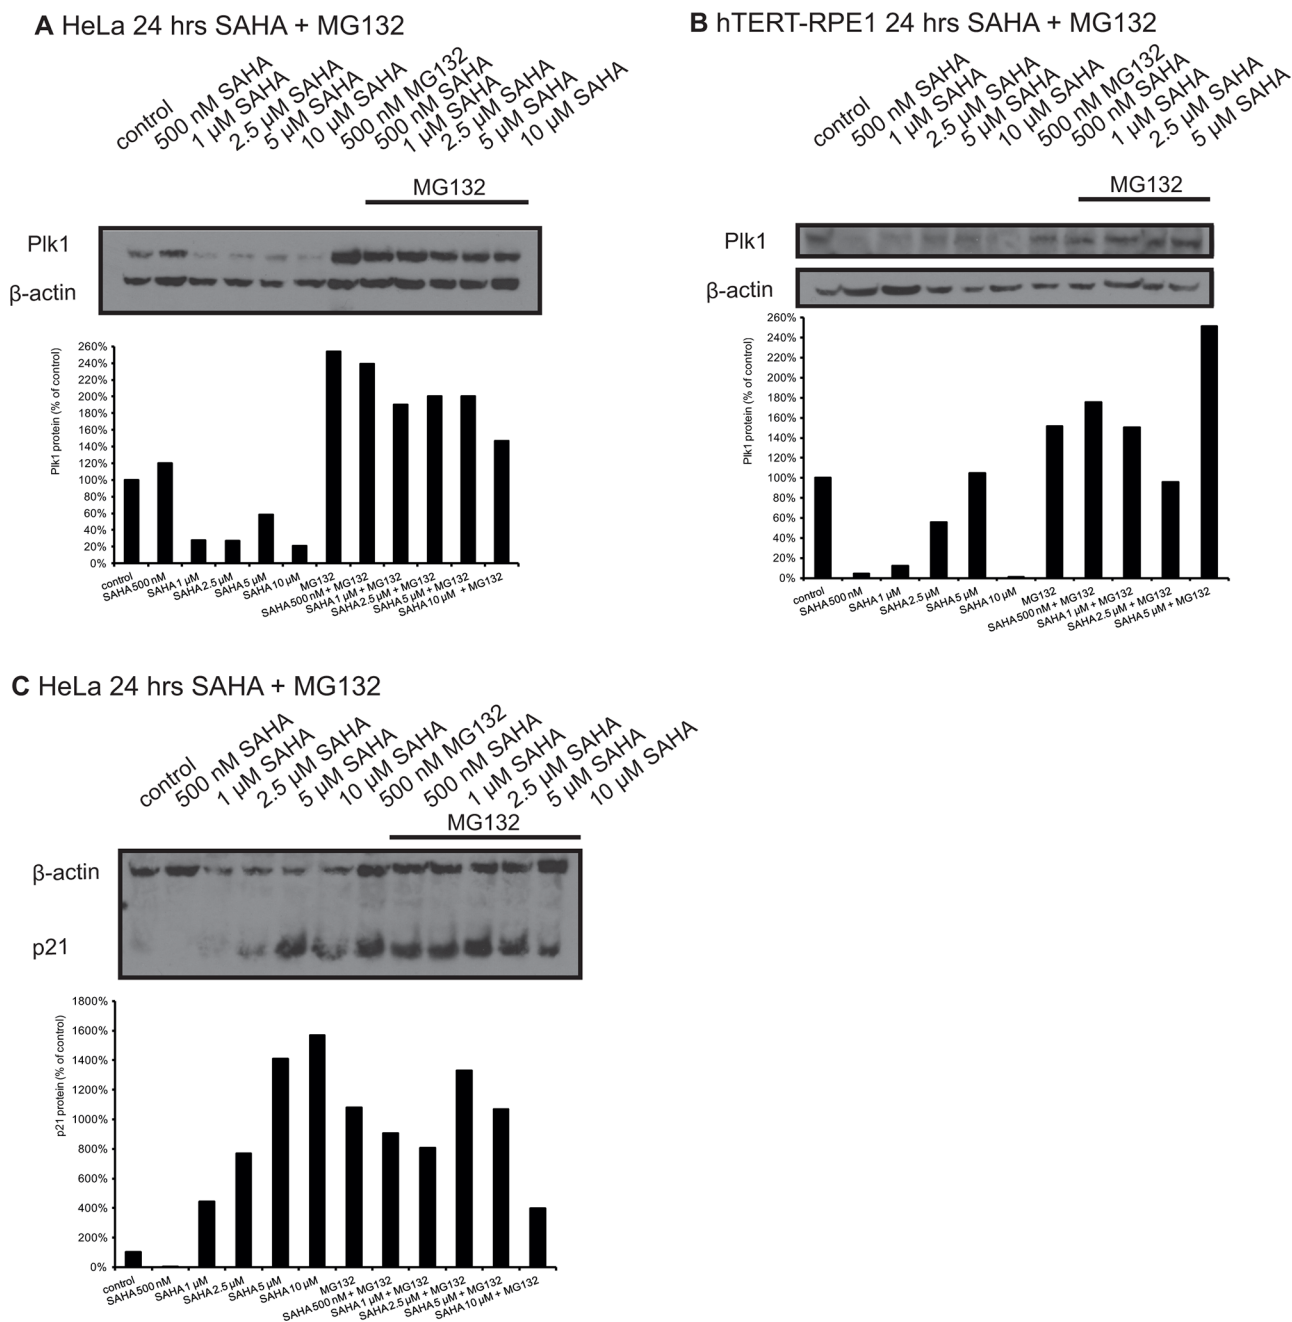 A HeLa 24 hrs SAHA + MG132
control
500 nM SAHA
1 µM SAHA
2.5 µM SAHA
5 µM SAHA
10 µM SAHA
500 nM MG132
500 nM SAHA
1 µM SAHA
2.5 µM SAHA
5 µM SAHA
10 µM SAHA
MG132
Plk1
β-actin
Plk1 protein (% of control)
260%
240%
220%
200%
180%
160%
140%
120%
100%
80%
60%
40%
20%
0%
control
SAHA 500 nM
SAHA 1 µM
SAHA 2.5 µM
SAHA 5 µM
SAHA 10 µM
MG132
SAHA 500 nM + MG132
SAHA 1 µM + MG132
SAHA 2.5 µM + MG132
SAHA 5 µM + MG132
SAHA 10 µM + MG132
B hTERT-RPE1 24 hrs SAHA + MG132
control
500 nM SAHA
1 µM SAHA
2.5 µM SAHA
5 µM SAHA
10 µM SAHA
500 nM MG132
500 nM SAHA
1 µM SAHA
2.5 µM SAHA
5 µM SAHA
MG132
Plk1
β-actin
Plk1 protein (% of control)
260%
240%
220%
200%
180%
160%
140%
120%
100%
80%
60%
40%
20%
0%
control
SAHA 500 nM
SAHA 1 µM
SAHA 2.5 µM
SAHA 5 µM
SAHA 10 µM
MG132
SAHA 500 nM + MG132
SAHA 1 µM + MG132
SAHA 2.5 µM + MG132
SAHA 5 µM + MG132
C HeLa 24 hrs SAHA + MG132
control
500 nM SAHA
1 µM SAHA
2.5 µM SAHA
5 µM SAHA
10 µM SAHA
500 nM MG132
500 nM SAHA
1 µM SAHA
2.5 µM SAHA
5 µM SAHA
10 µM SAHA
MG132
β-actin
p21
p21 protein (% of control)
1800%
1600%
1400%
1200%
1000%
800%
600%
400%
200%
0%
control
SAHA 500 nM
SAHA 1 µM
SAHA 2.5 µM
SAHA 5 µM
SAHA 10 µM
MG132
SAHA 500 nM + MG132
SAHA 1 µM + MG132
SAHA 2.5 µM + MG132
SAHA 5 µM + MG132
SAHA 10 µM + MG132